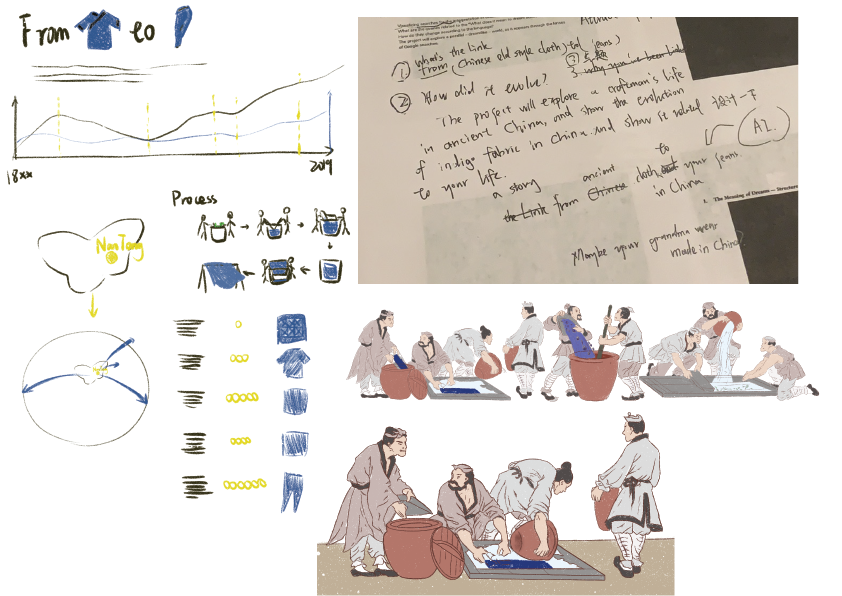 From to
18xx
2019
NanTong
Process
① What's the link
from (Chinese old style cloth)-to( jeans)
② How did it evolve?
The project will explore a craftman's life
in ancient China, and show the evolution
of indigo fabric in China. and show it related
to your life.
A2.
a story ancient to
the Link from Chinese cloth your jeans
in China
The Meaning of Dreams — Structure
Maybe your grandma wear
made in China?